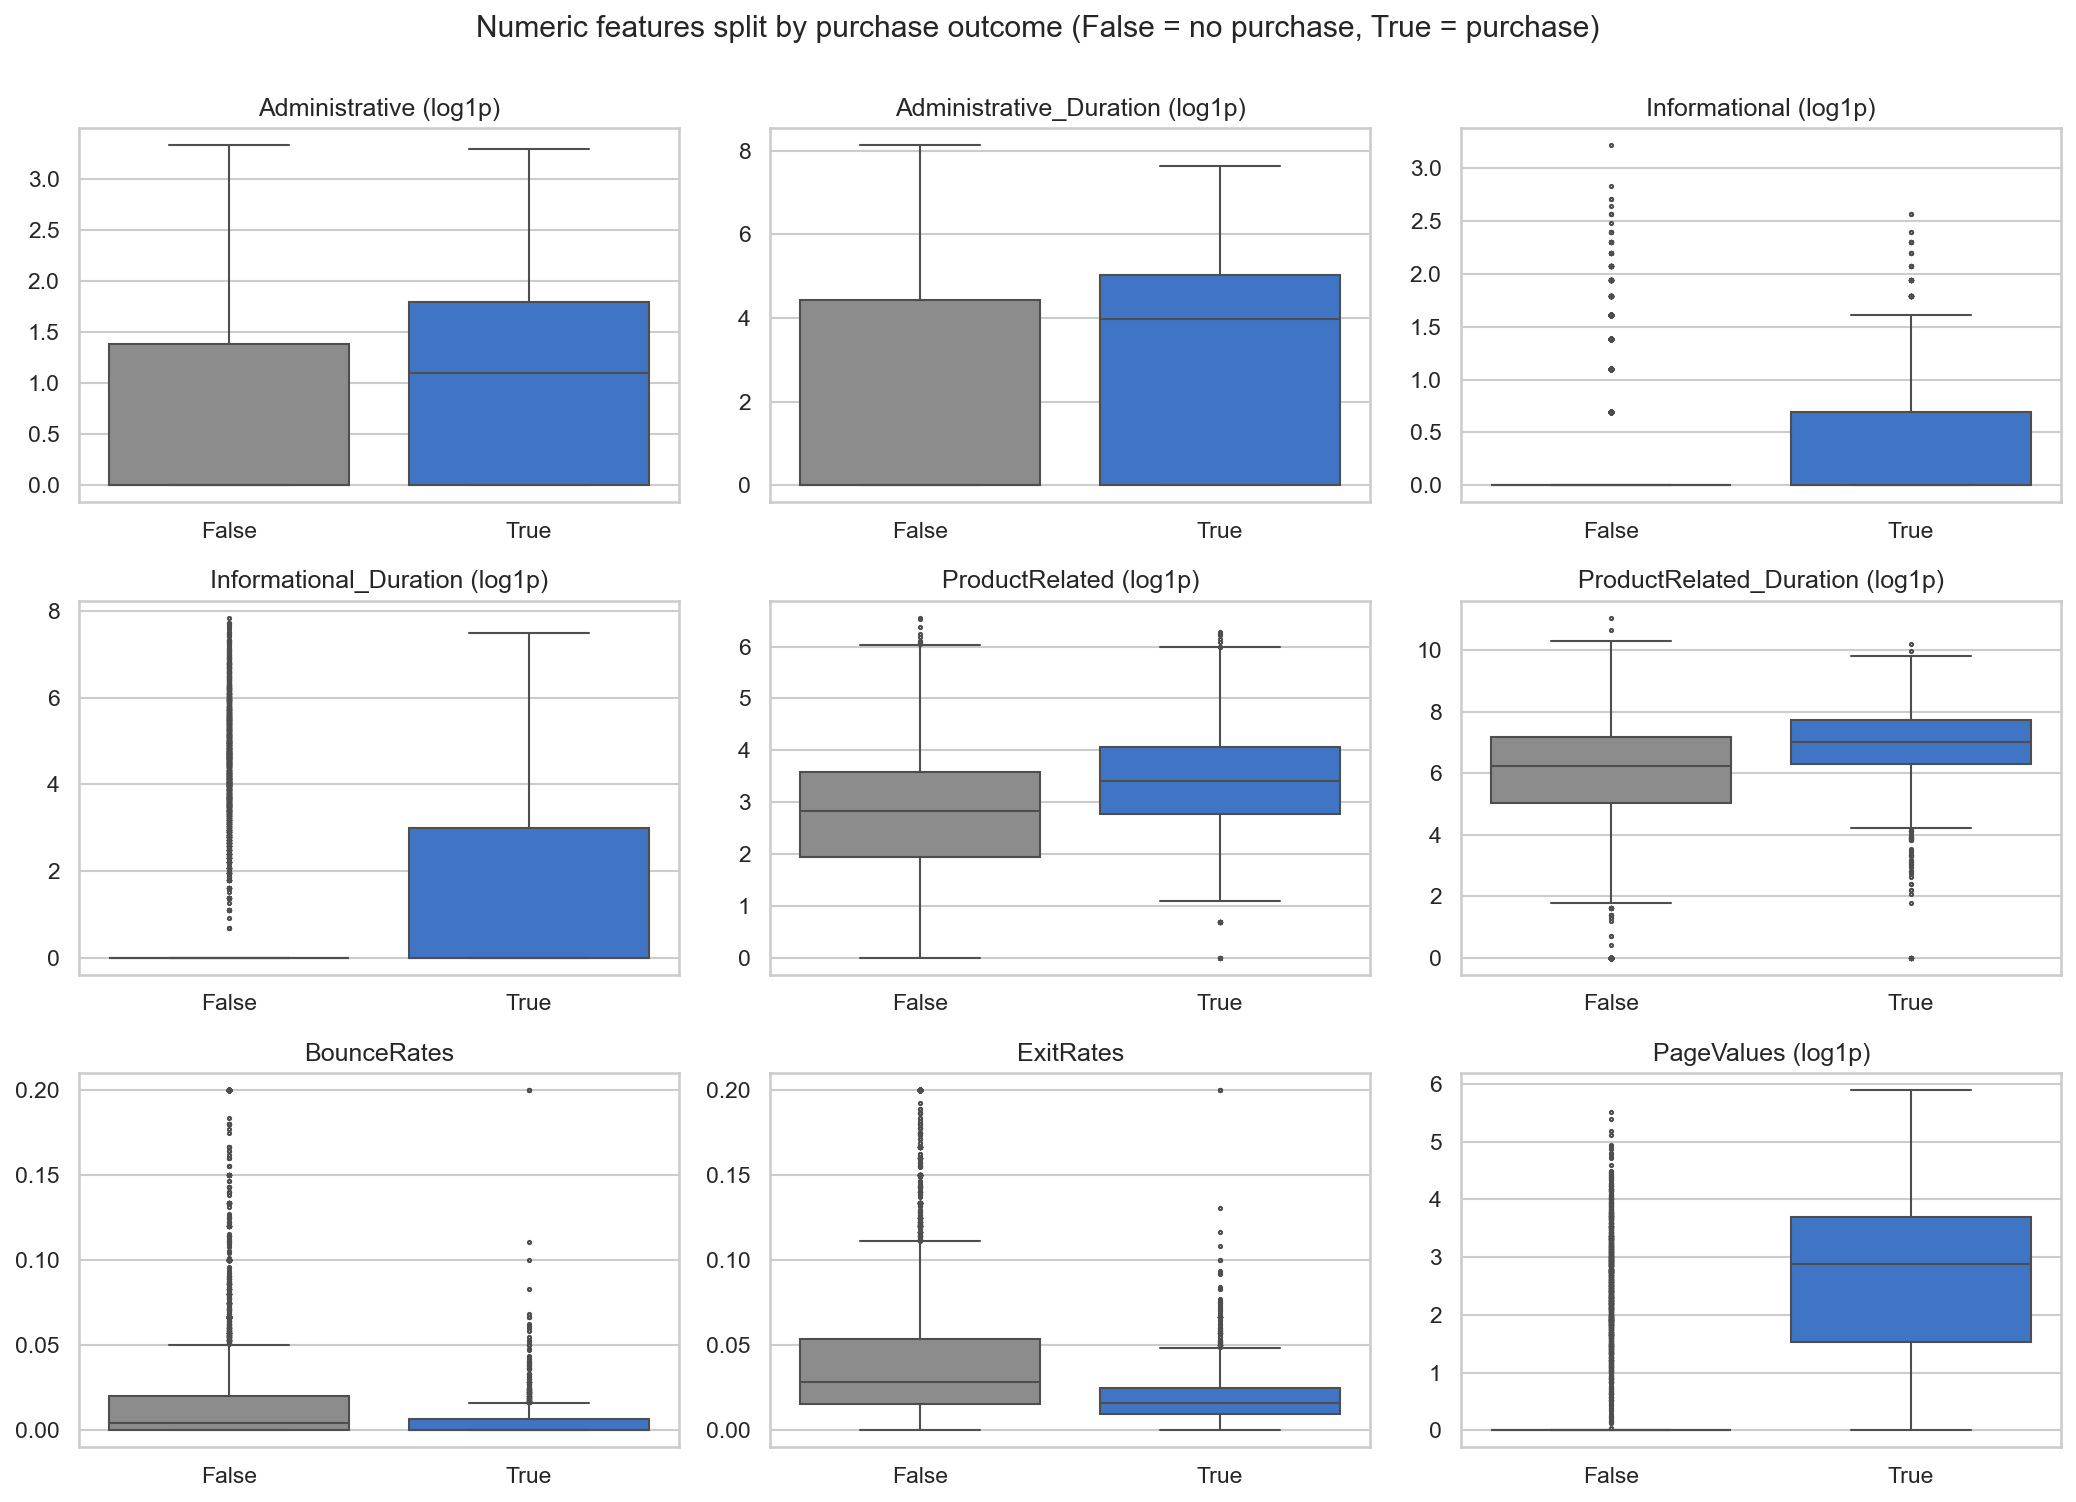 Numeric features split by purchase outcome (False = no purchase, True = purchase)
Administrative (log1p)
3.0
2.5
2.0
1.5
1.0
0.5
0.0
False True
Administrative_Duration (log1p)
8
6
4
2
0
False True
Informational (log1p)
3.0
2.5
2.0
1.5
1.0
0.5
0.0
False True
Informational_Duration (log1p)
8
6
4
2
0
False True
ProductRelated (log1p)
6
5
4
3
2
1
0
False True
ProductRelated_Duration (log1p)
10
8
6
4
2
0
False True
BounceRates
0.20
0.15
0.10
0.05
0.00
False True
ExitRates
0.20
0.15
0.10
0.05
0.00
False True
PageValues (log1p)
6
5
4
3
2
1
0
False True